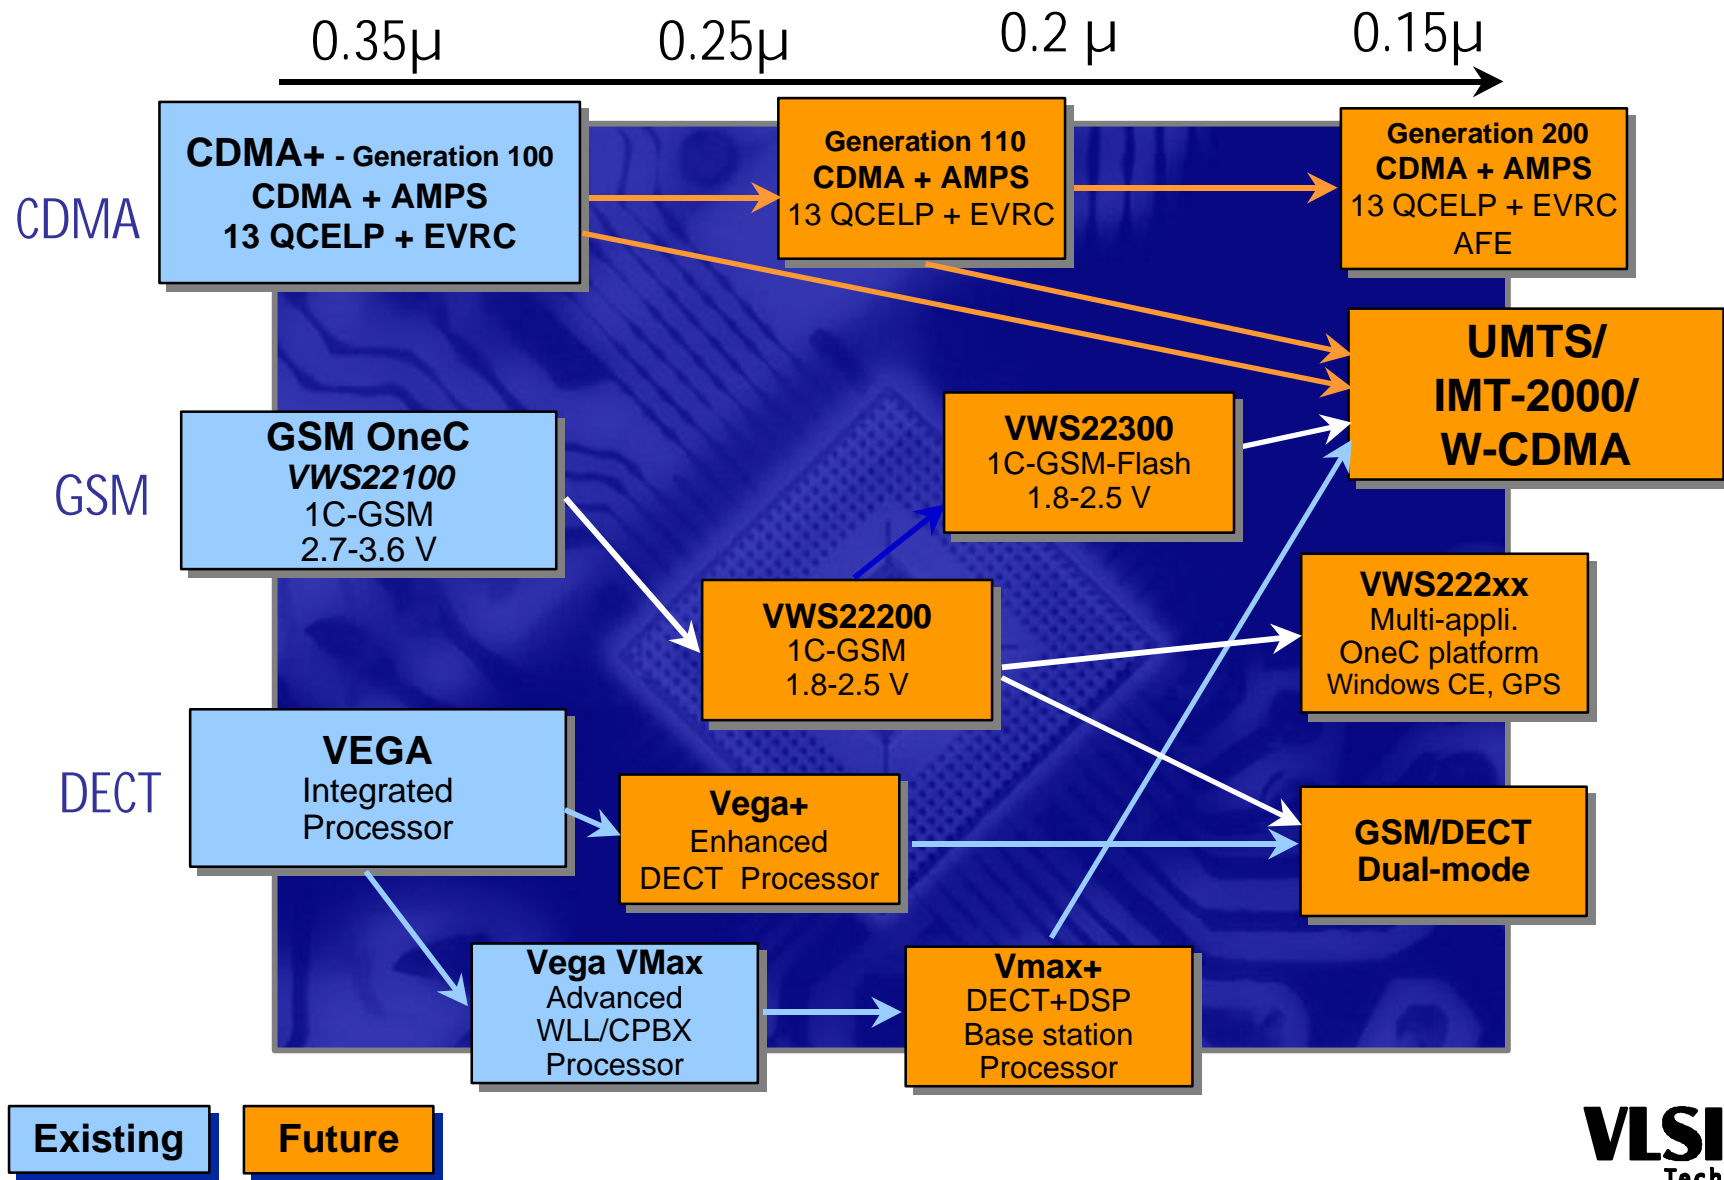 0.35μ
0.25μ
0.2 μ
0.15μ
CDMA
CDMA+ - Generation 100
CDMA + AMPS
13 QCELP + EVRC
Generation 110
CDMA + AMPS
13 QCELP + EVRC
Generation 200
CDMA + AMPS
13 QCELP + EVRC
AFE
UMTS/
IMT-2000/
W-CDMA
GSM
GSM OneC
VWS22100
1C-GSM
2.7-3.6 V
VWS22300
1C-GSM-Flash
1.8-2.5 V
VWS22200
1C-GSM
1.8-2.5 V
VWS222xx
Multi-appli.
OneC platform
Windows CE, GPS
DECT
VEGA
Integrated
Processor
Vega+
Enhanced
DECT Processor
GSM/DECT
Dual-mode
Vega VMax
Advanced
WLL/CPBX
Processor
Vmax+
DECT+DSP
Base station
Processor
Existing
Future
VLSI
Tech